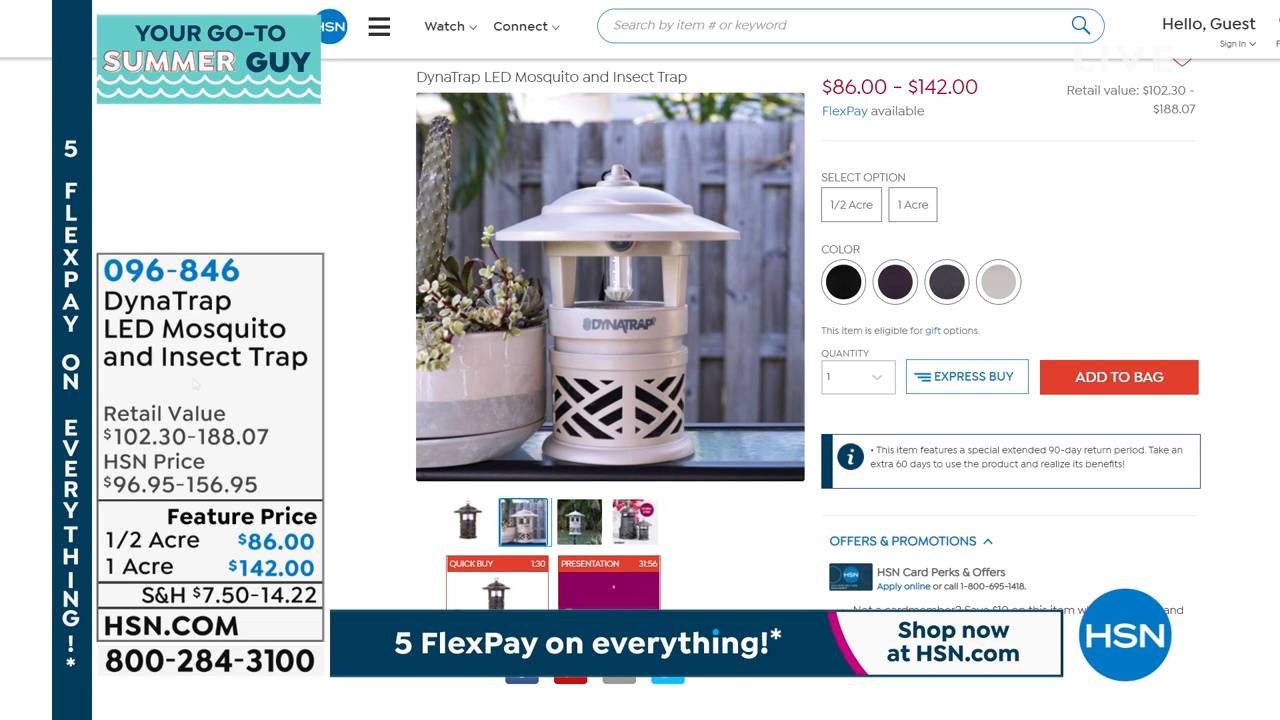 YOUR GO-TO
SUMMER GUY
HSN
Watch
Connect
Search by item # or keyword
Hello, Guest
Sign In
LIVE
5 FLEXPAY ON EVERYTHING!*
DynaTrap LED Mosquito and Insect Trap
DYNATRAP
$86.00 - $142.00
FlexPay available
Retail value: $102.30 -
$188.07
SELECT OPTION
1/2 Acre
1 Acre
COLOR
This item is eligible for gift options.
QUANTITY
1
EXPRESS BUY
ADD TO BAG
• This item features a special extended 90-day return period. Take an
extra 60 days to use the product and realize its benefits!
OFFERS & PROMOTIONS
HSN
HSN Card Perks & Offers
Apply online or call 1-800-695-1418.
QUICK BUY 1:30
PRESENTATION 31:56
096-846
DynaTrap
LED Mosquito
and Insect Trap
Retail Value
$102.30-188.07
HSN Price
$96.95-156.95
Feature Price
1/2 Acre $86.00
1 Acre $142.00
S&H $7.50-14.22
HSN.COM
800-284-3100
5 FlexPay on everything!*
Shop now
at HSN.com
HSN